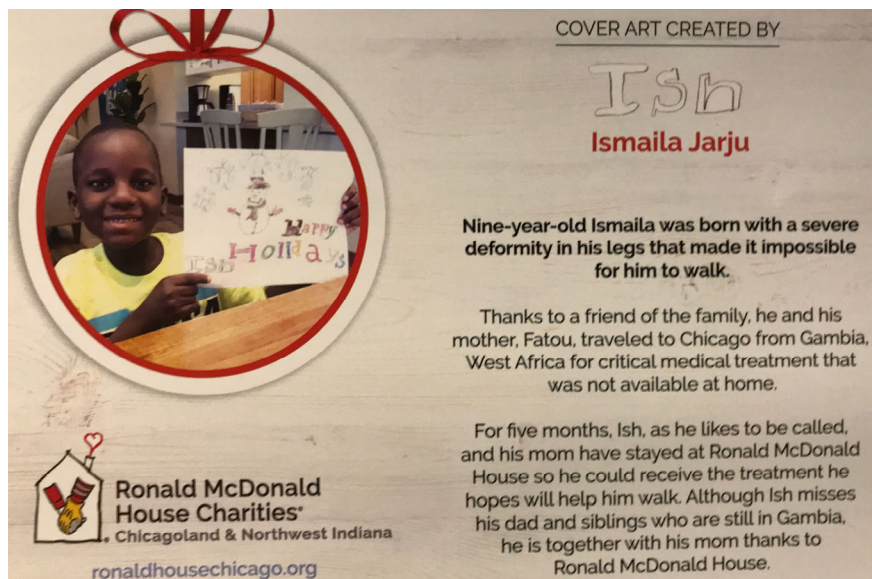 COVER ART CREATED BY
Ish
Ismaila Jarju
Nine-year-old Ismaila was born with a severe
deformity in his legs that made it impossible
for him to walk.
Thanks to a friend of the family, he and his
mother, Fatou, traveled to Chicago from Gambia,
West Africa for critical medical treatment that
was not available at home.
For five months, Ish, as he likes to be called,
and his mom have stayed at Ronald McDonald
House so he could receive the treatment he
hopes will help him walk. Although Ish misses
his dad and siblings who are still in Gambia,
he is together with his mom thanks to
Ronald McDonald House.
Happy
Holidays
Ish
Ronald McDonald
House Charities®
Chicagoland & Northwest Indiana
ronaldhousechicago.org